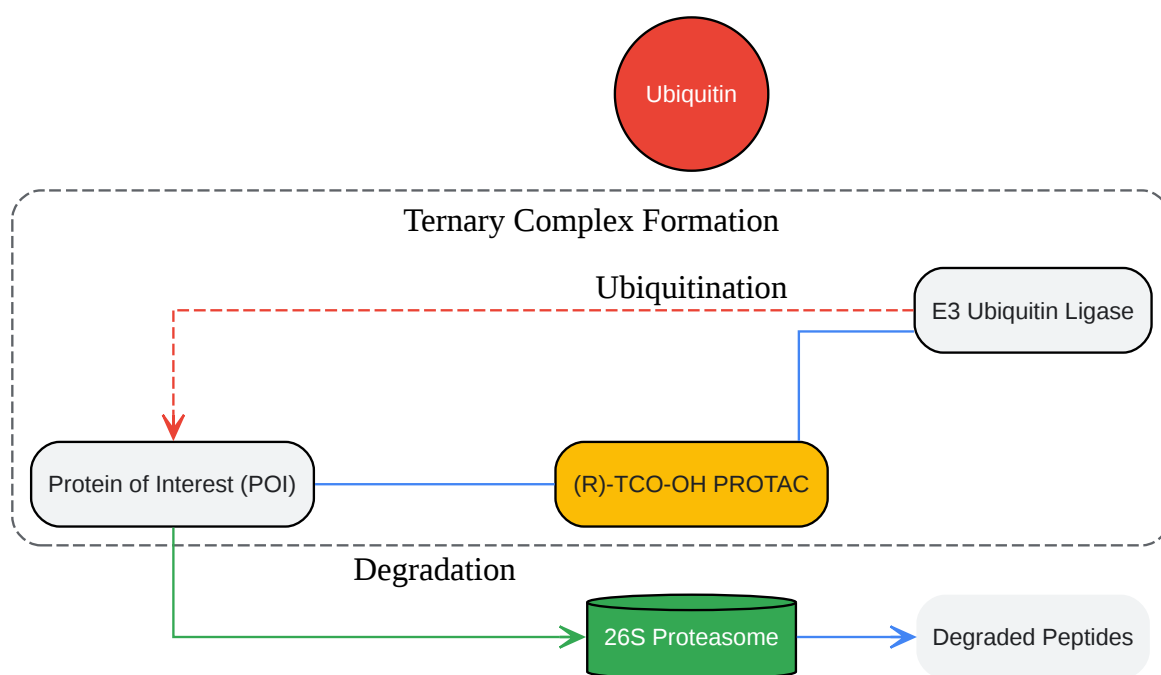 Ubiquitin
Ternary Complex Formation
Ubiquitination
E3 Ubiquitin Ligase
Protein of Interest (POI)
(R)-TCO-OH PROTAC
Degradation
26S Proteasome
Degraded Peptides